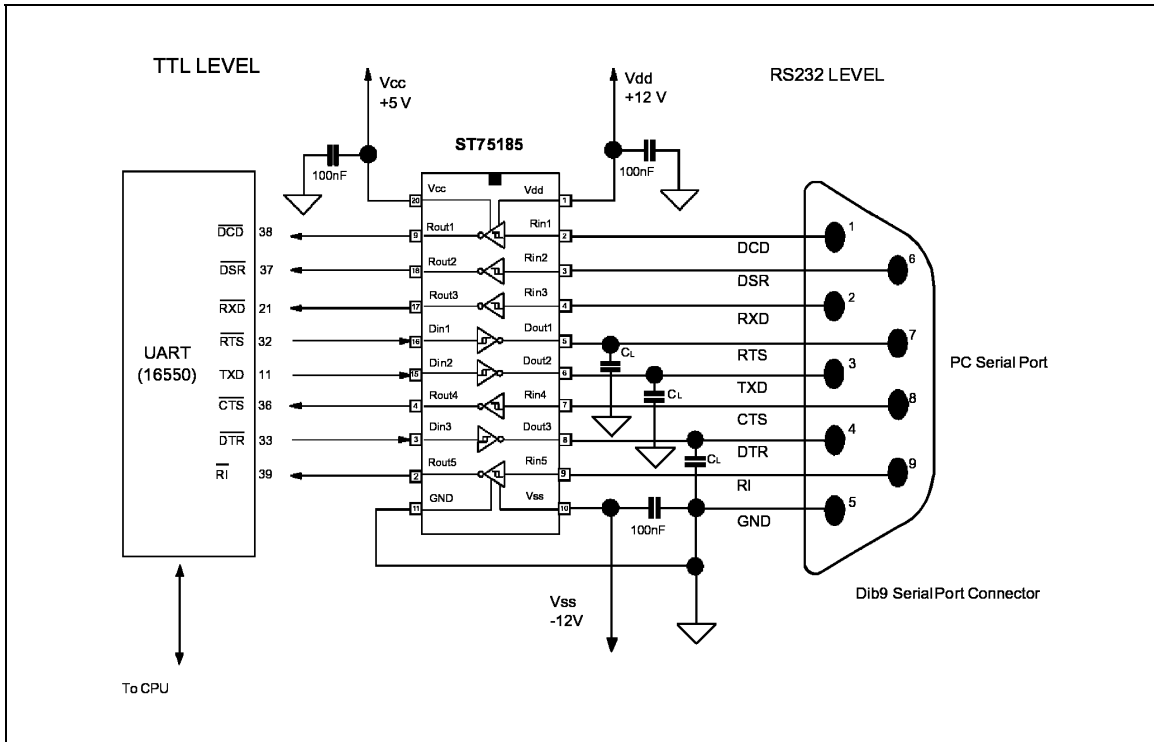 TTL LEVEL
RS232 LEVEL
Vcc
+5 V
Vdd
+12 V
ST75185
100nF
100nF
Vcc Vdd
20 1
DCD 38 9 Rout1 Rin1 2 DCD 1
DSR 37 18 Rout2 Rin2 3 DSR 6
RXD 21 17 Rout3 Rin3 4 RXD 2
RTS 32 16 Din1 Dout1 5 CL RTS 7
UART
(16550)
TXD 11 15 Din2 Dout2 6 CL TXD 3
CTS 36 4 Rout4 Rin4 7 CTS 8
DTR 33 3 Din3 Dout3 8 CL DTR 4
RI 39 2 Rout5 Rin5 9 RI 9
11 GND Vss 10 100nF GND 5
PC Serial Port
Dib9 SerialPort Connector
Vss
-12V
To CPU